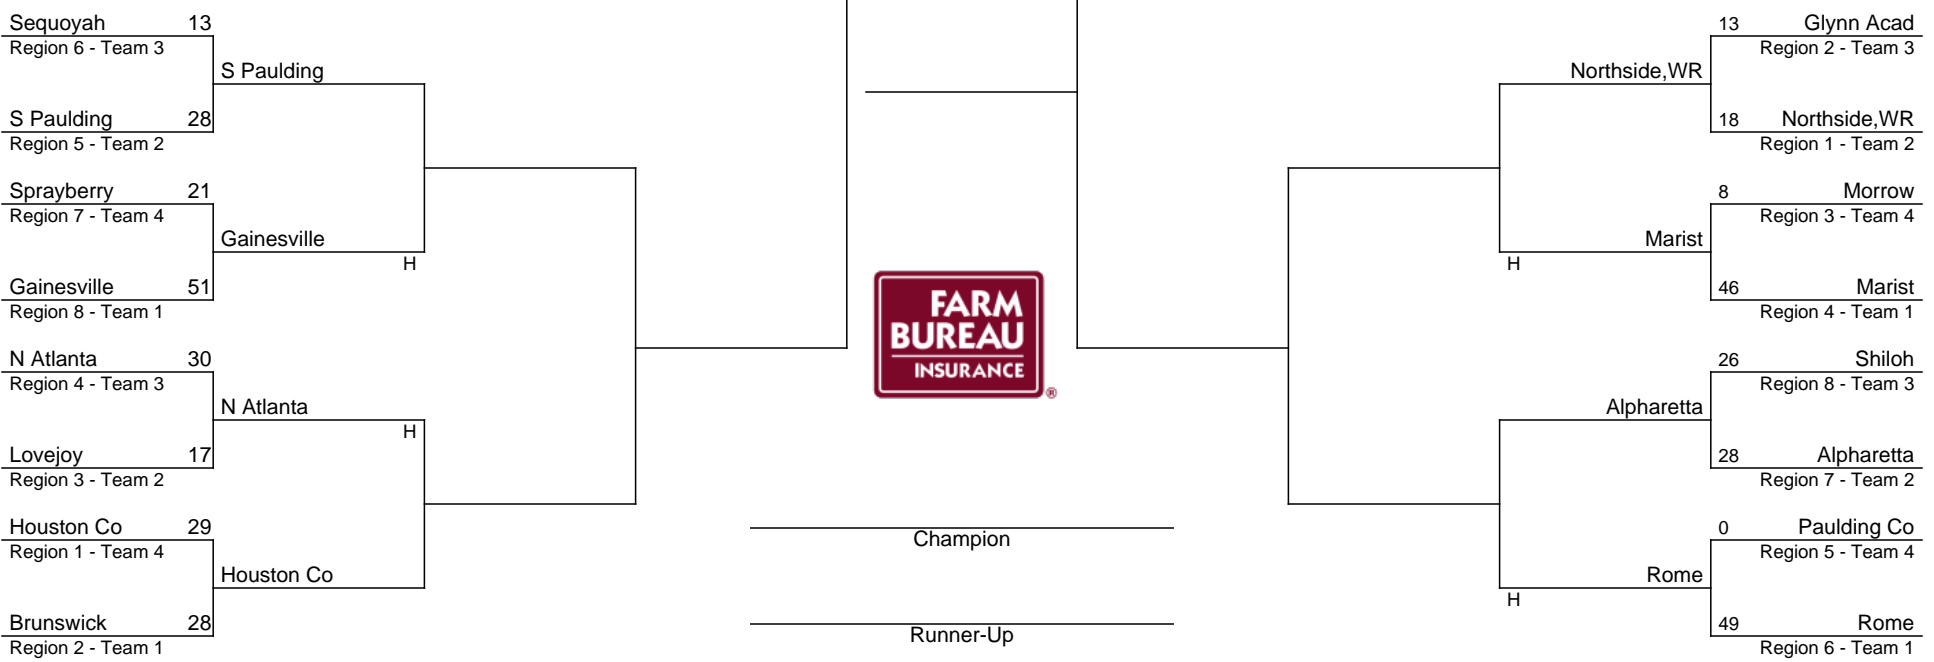 Sequoyah 13
Region 6 - Team 3
S Paulding
S Paulding 28
Region 5 - Team 2
Sprayberry 21
Region 7 - Team 4
Gainesville
H
Gainesville 51
Region 8 - Team 1
N Atlanta 30
Region 4 - Team 3
N Atlanta
H
Lovejoy 17
Region 3 - Team 2
Houston Co 29
Region 1 - Team 4
Houston Co
Brunswick 28
Region 2 - Team 1
FARM
BUREAU
INSURANCE
®
Champion
Runner-Up
13 Glynn Acad
Region 2 - Team 3
Northside,WR
18 Northside,WR
Region 1 - Team 2
8 Morrow
Region 3 - Team 4
Marist
H
46 Marist
Region 4 - Team 1
26 Shiloh
Region 8 - Team 3
Alpharetta
28 Alpharetta
Region 7 - Team 2
0 Paulding Co
Region 5 - Team 4
Rome
H
49 Rome
Region 6 - Team 1